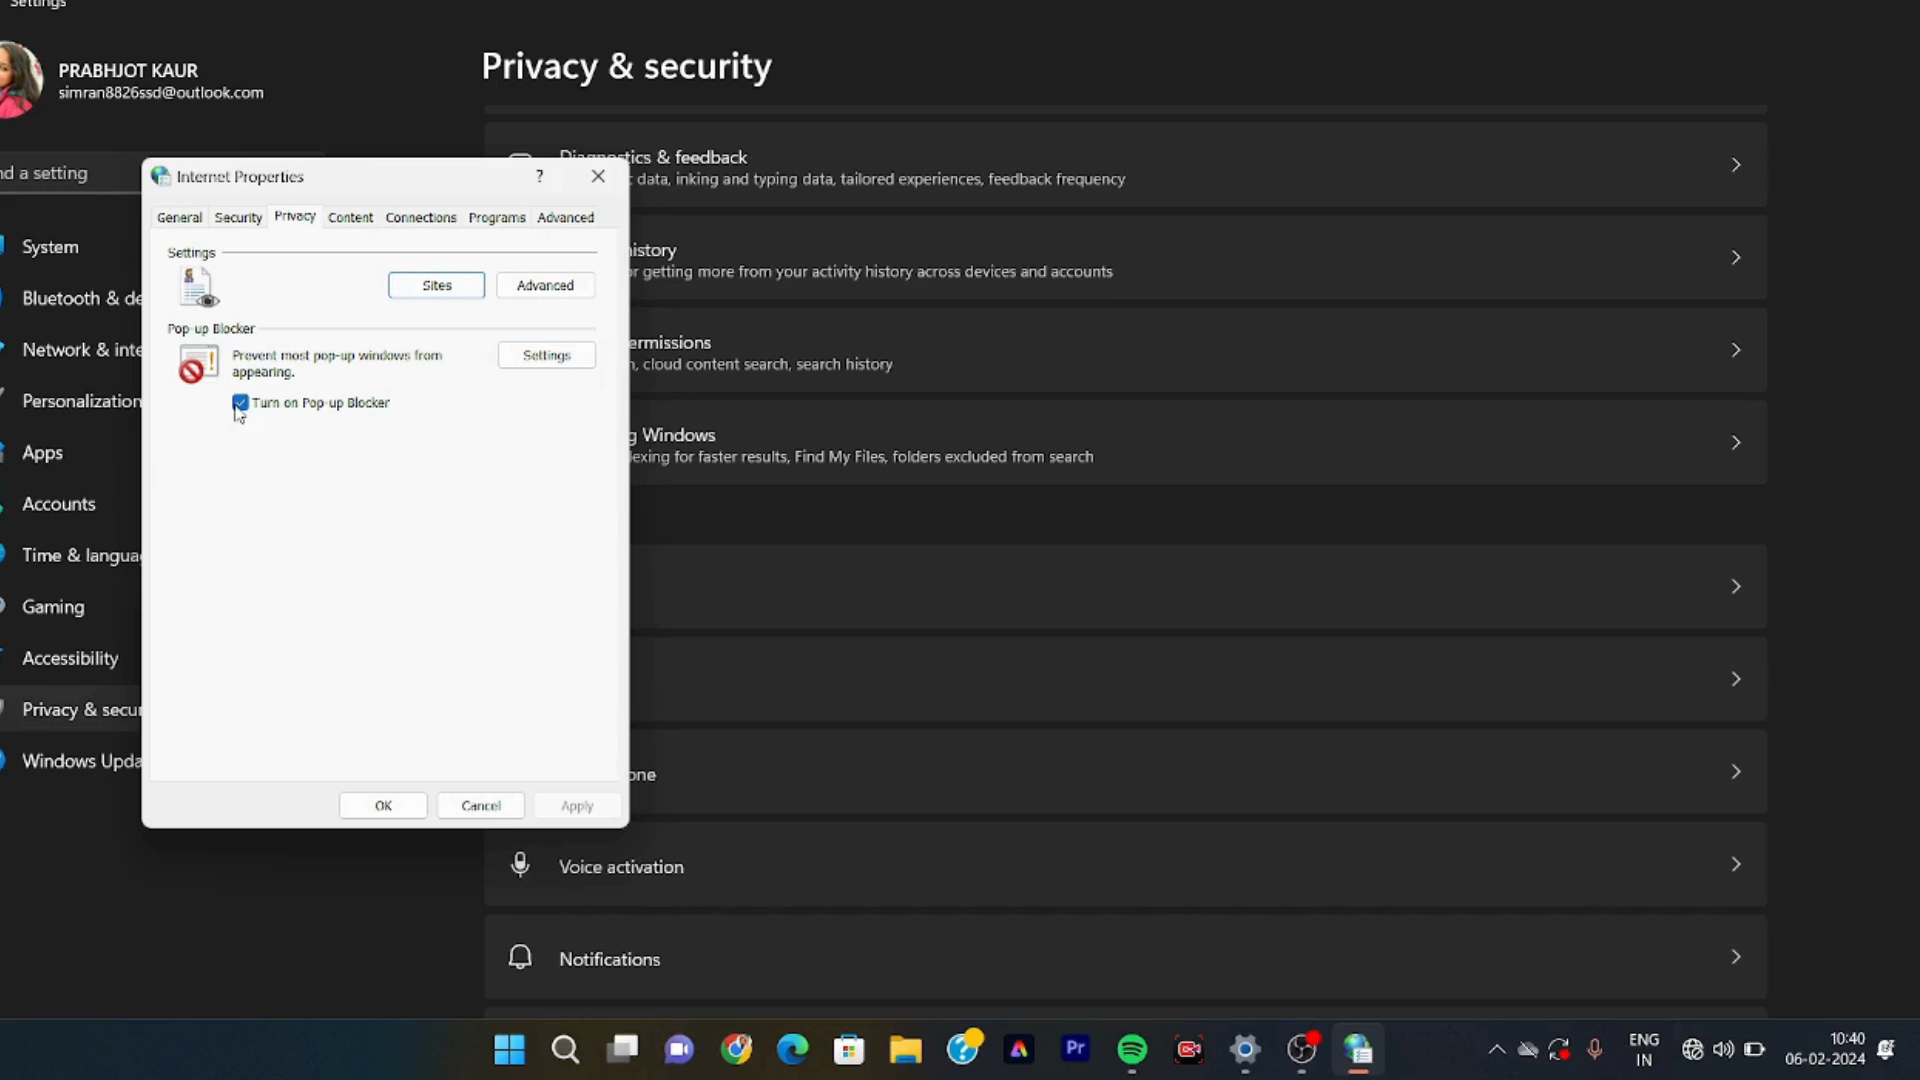 Settings
PRABHJOT KAUR
simran8826ssd@outlook.com
nd a setting
System
Bluetooth & de
Network & inte
Personalization
Apps
Accounts
Time & langua
Gaming
Accessibility
Privacy & secu
Windows Upda
Internet Properties
?
General Security Privacy Content Connections Programs Advanced
Settings
Sites Advanced
Pop-up Blocker
Prevent most pop-up windows from
appearing.
Settings
Turn on Pop-up Blocker
OK Cancel Apply
Privacy & security
Diagnostics & feedback
data, inking and typing data, tailored experiences, feedback frequency
istory
or getting more from your activity history across devices and accounts
ermissions
, cloud content search, search history
g Windows
exing for faster results, Find My Files, folders excluded from search
one
Voice activation
Notifications
Pr
ENG
IN
10:40
06-02-2024